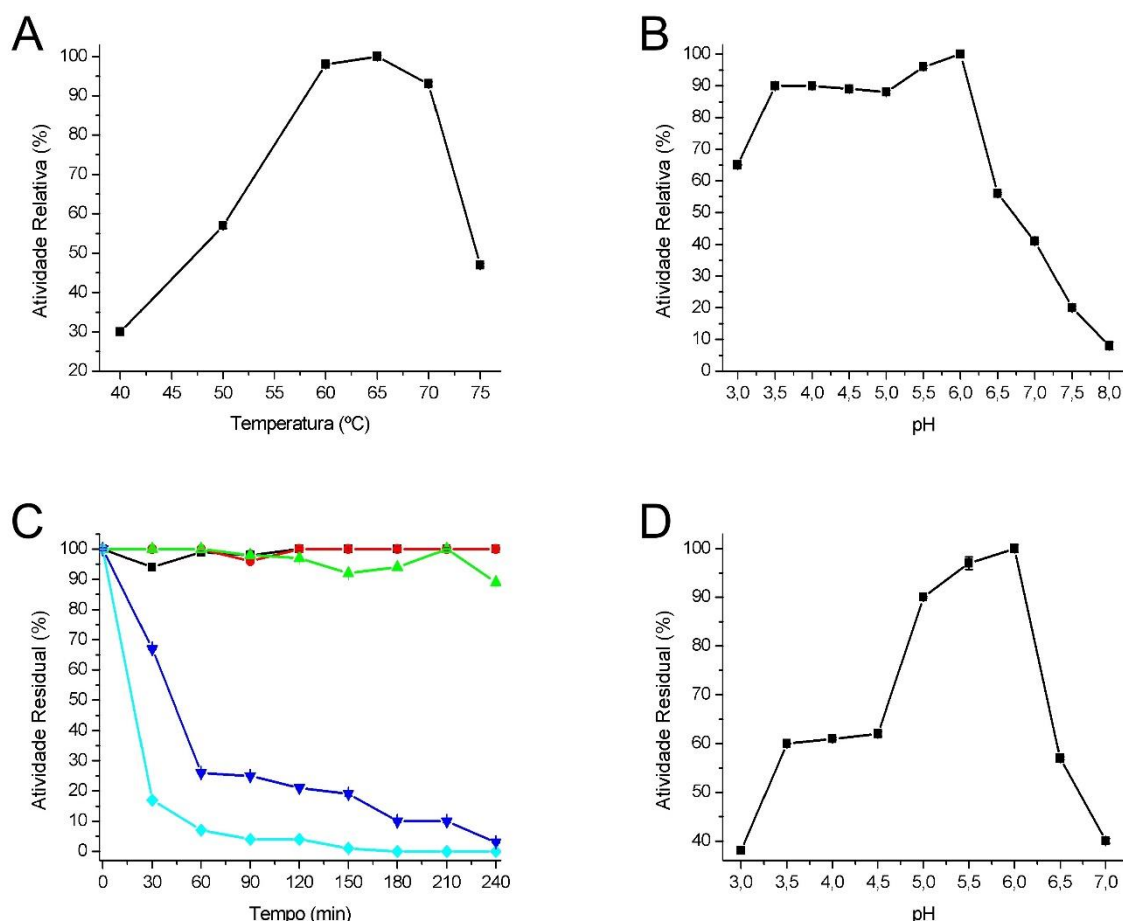 A
Atividade Relativa (%)
100
90
80
70
60
50
40
30
20
40 45 50 55 60 65 70 75
Temperatura (ºC)
B
Atividade Relativa (%)
100
90
80
70
60
50
40
30
20
10
0
3,0 3,5 4,0 4,5 5,0 5,5 6,0 6,5 7,0 7,5 8,0
pH
C
Atividade Residual (%)
100
90
80
70
60
50
40
30
20
10
0
0 30 60 90 120 150 180 210 240
Tempo (min)
D
Atividade Residual (%)
100
90
80
70
60
50
40
3,0 3,5 4,0 4,5 5,0 5,5 6,0 6,5 7,0
pH